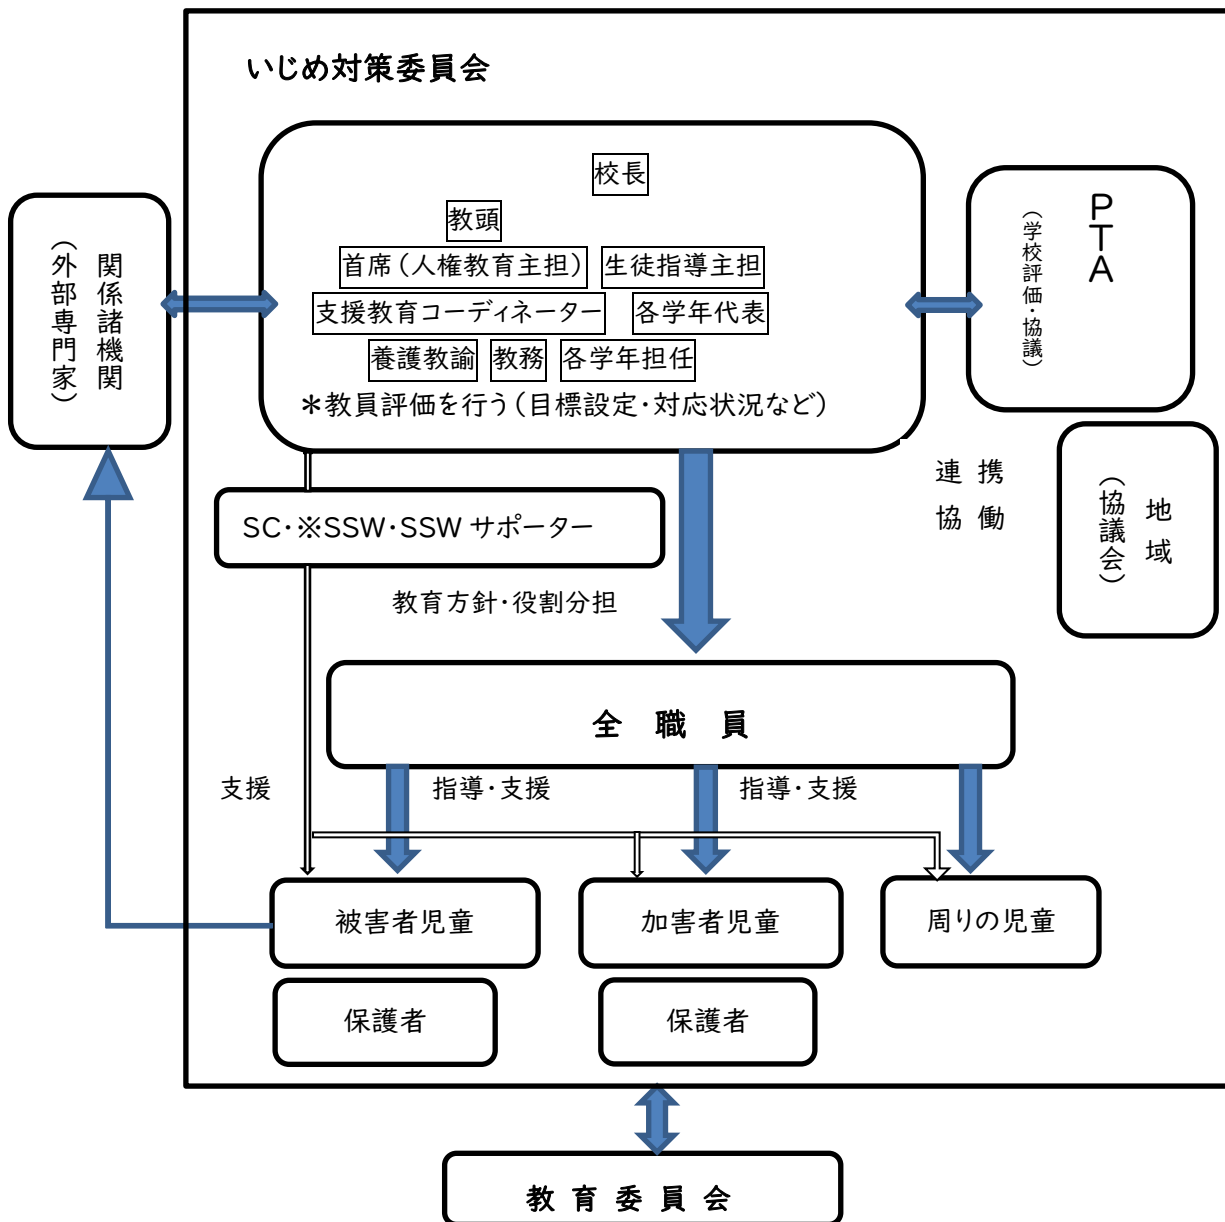 いじめ対策委員会
校長
教頭
首席(人権教育主担) 生徒指導主担
支援教育コーディネーター 各学年代表
養護教諭 教務 各学年担任
*教員評価を行う(目標設定・対応状況など)
関係諸機関
(外部専門家)
PTA
(学校評価・協議)
地域
(協議会)
連 携
協 働
SC・※SSW・SSW サポーター
教育方針・役割分担
全 職 員
支援
指導・支援
指導・支援
被害者児童
加害者児童
周りの児童
保護者
保護者
教 育 委 員 会